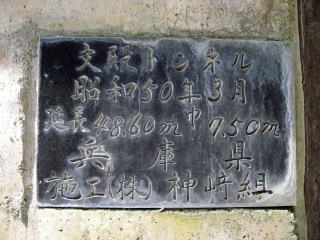 文殿トンネル
昭和50年3月
延長48.60m 巾7.50m
兵庫県
施工(株)神崎組